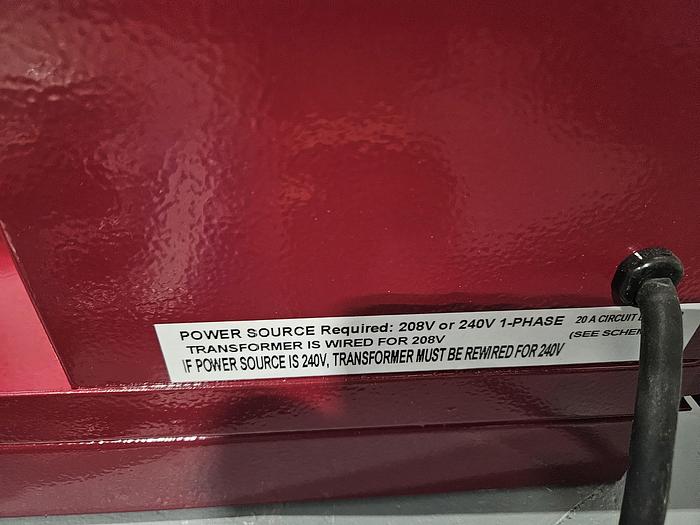 POWER SOURCE Required: 208V or 240V 1-PHASE 20 A CIRCUIT
TRANSFORMER IS WIRED FOR 208V (SEE
IF POWER SOURCE IS 240V, TRANSFORMER MUST BE REWIRED FOR 240V